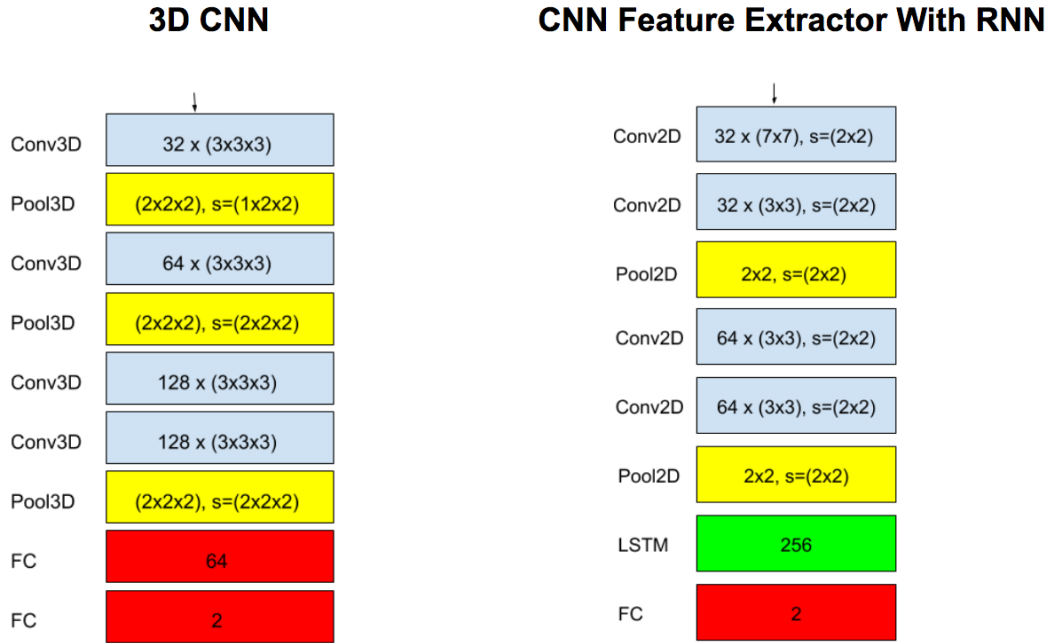 3D CNN
Conv3D 32 x (3x3x3)
Pool3D (2x2x2), s=(1x2x2)
Conv3D 64 x (3x3x3)
Pool3D (2x2x2), s=(2x2x2)
Conv3D 128 x (3x3x3)
Conv3D 128 x (3x3x3)
Pool3D (2x2x2), s=(2x2x2)
FC 64
FC 2
CNN Feature Extractor With RNN
Conv2D 32 x (7x7), s=(2x2)
Conv2D 32 x (3x3), s=(2x2)
Pool2D 2x2, s=(2x2)
Conv2D 64 x (3x3), s=(2x2)
Conv2D 64 x (3x3), s=(2x2)
Pool2D 2x2, s=(2x2)
LSTM 256
FC 2